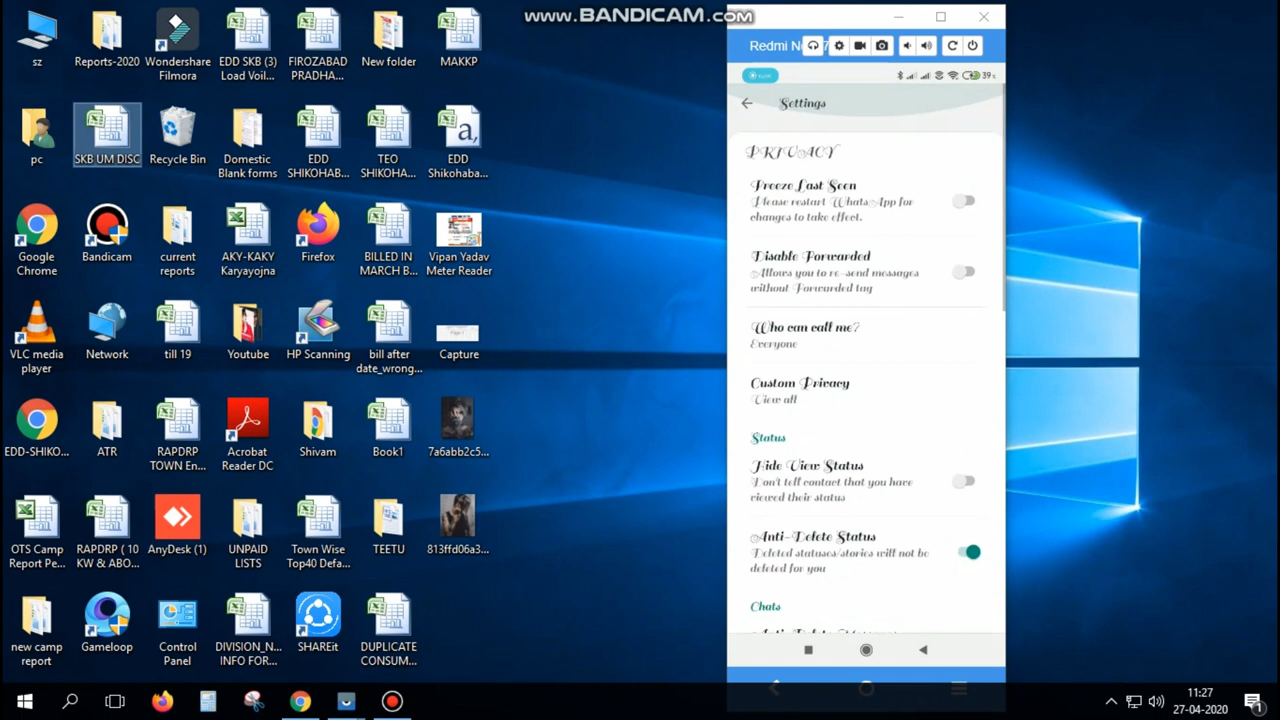 www.BANDICAM.com
sz
Reports-2020
Wondershare
Filmora
EDD SKB (3)
Load Voil...
FIROZABAD
PRADHA...
New folder
MAKKP
pc
SKB UM DISC
Recycle Bin
Domestic
Blank forms
EDD
SHIKOHAB...
TEO
SHIKOHA...
EDD
Shikohaba...
Google
Chrome
Bandicam
current
reports
AKY-KAKY
Karyayojna
Firefox
BILLED IN
MARCH B...
Vipan Yadav
Meter Reader
VLC media
player
Network
till 19
Youtube
HP Scanning
bill after
date_wrong...
Capture
EDD-SHIKO...
ATR
RAPDRP
TOWN En...
Acrobat
Reader DC
Shivam
Book1
7a6abb2c5...
OTS Camp
Report Pe...
RAPDRP ( 10
KW & ABO...
AnyDesk (1)
UNPAID
LISTS
Town Wise
Top40 Defa...
TEETU
813ffd06a3...
new camp
report
Gameloop
Control
Panel
DIVISION_N...
INFO FOR...
SHAREit
DUPLICATE
CONSUM...
Redmi N
39
Settings
PRIVACY
Freeze Last Seen
Please restart WhatsApp for
changes to take effect.
Disable Forwarded
Allows you to re-send messages
without Forwarded tag
Who can call me?
Everyone
Custom Privacy
View all
Status
Hide View Status
Don't tell contact that you have
viewed their status
Anti-Delete Status
Deleted statuses/stories will not be
deleted for you
Chats
11:27
27-04-2020
1